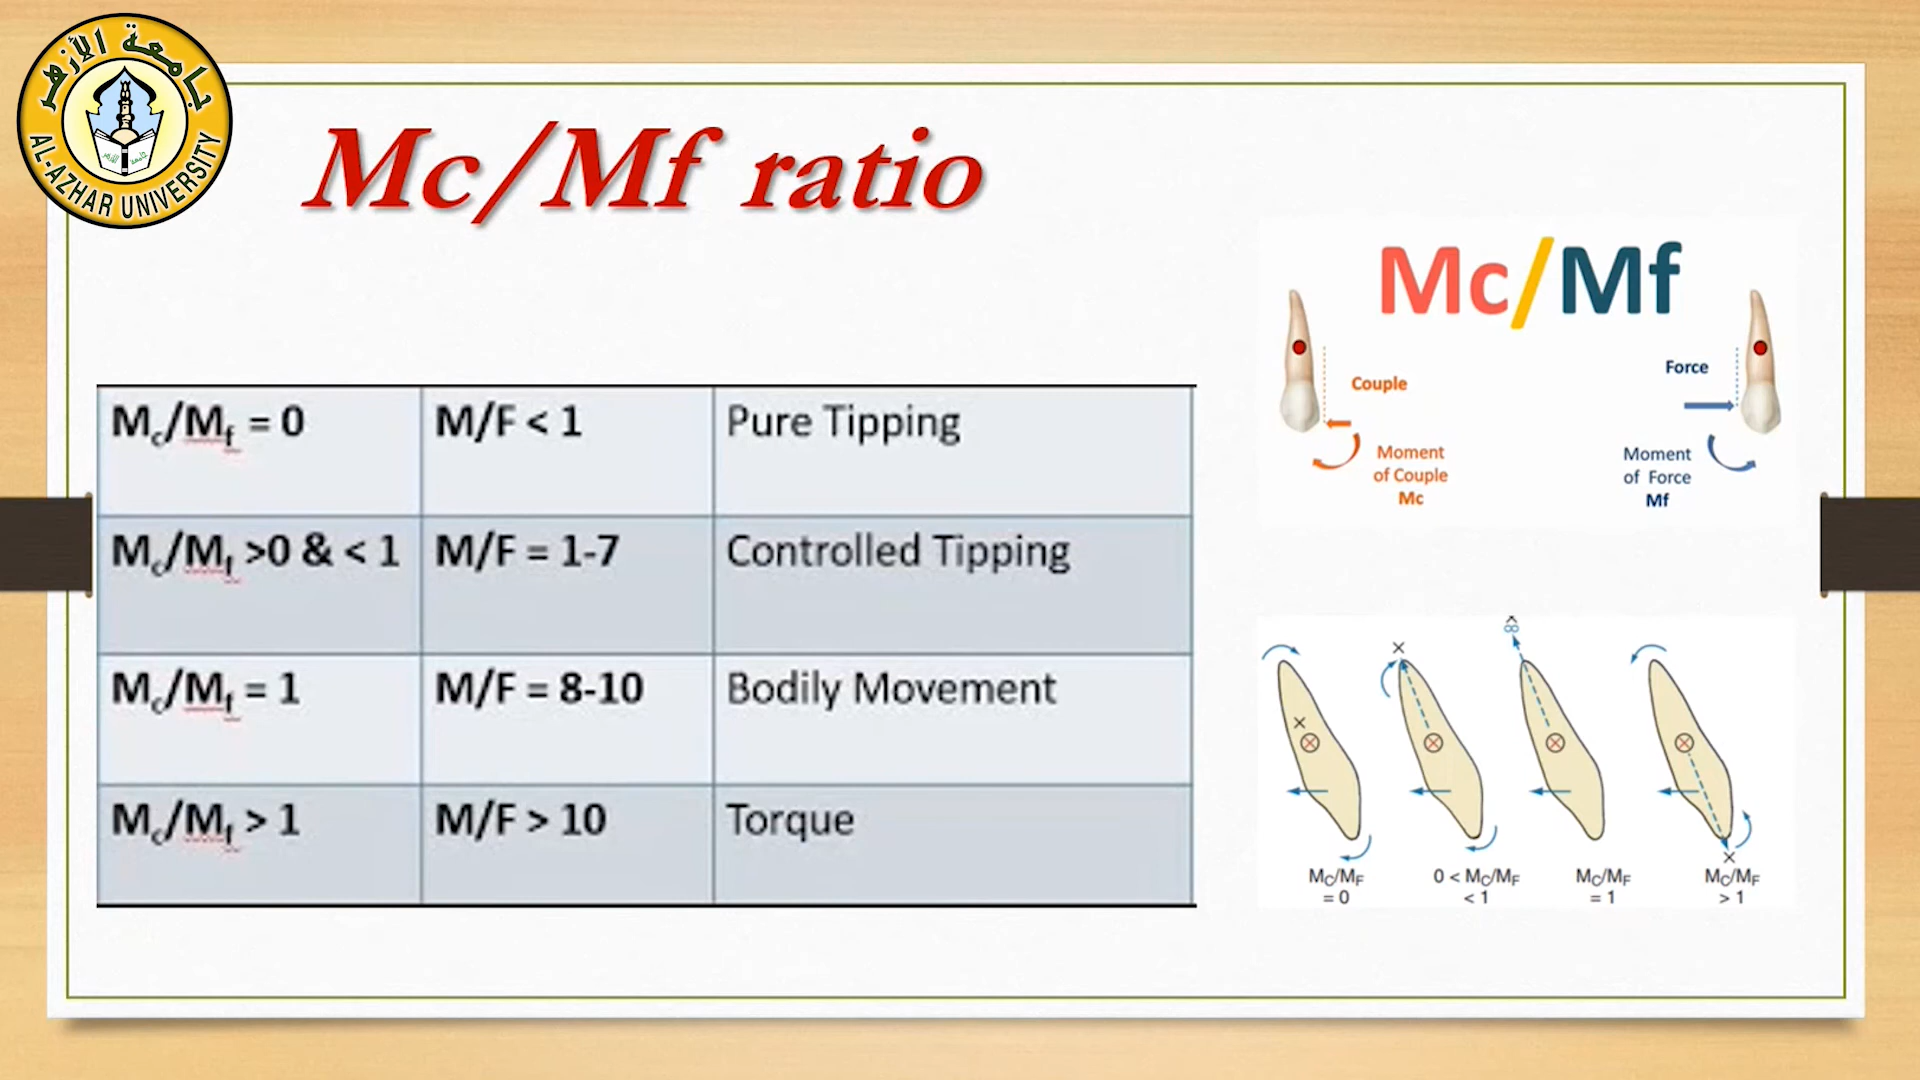 جامعة الأزهر
AL-AZHAR UNIVERSITY
Mc/Mf ratio
Mc/Mf = 0 M/F < 1 Pure Tipping
Mc/Mf >0 & < 1 M/F = 1-7 Controlled Tipping
Mc/Mf = 1 M/F = 8-10 Bodily Movement
Mc/Mf > 1 M/F > 10 Torque
Mc/Mf
Couple
Moment
of Couple
Mc
Force
Moment
of Force
Mf
∞
MC/MF
= 0
0 < MC/MF
< 1
MC/MF
= 1
MC/MF
> 1